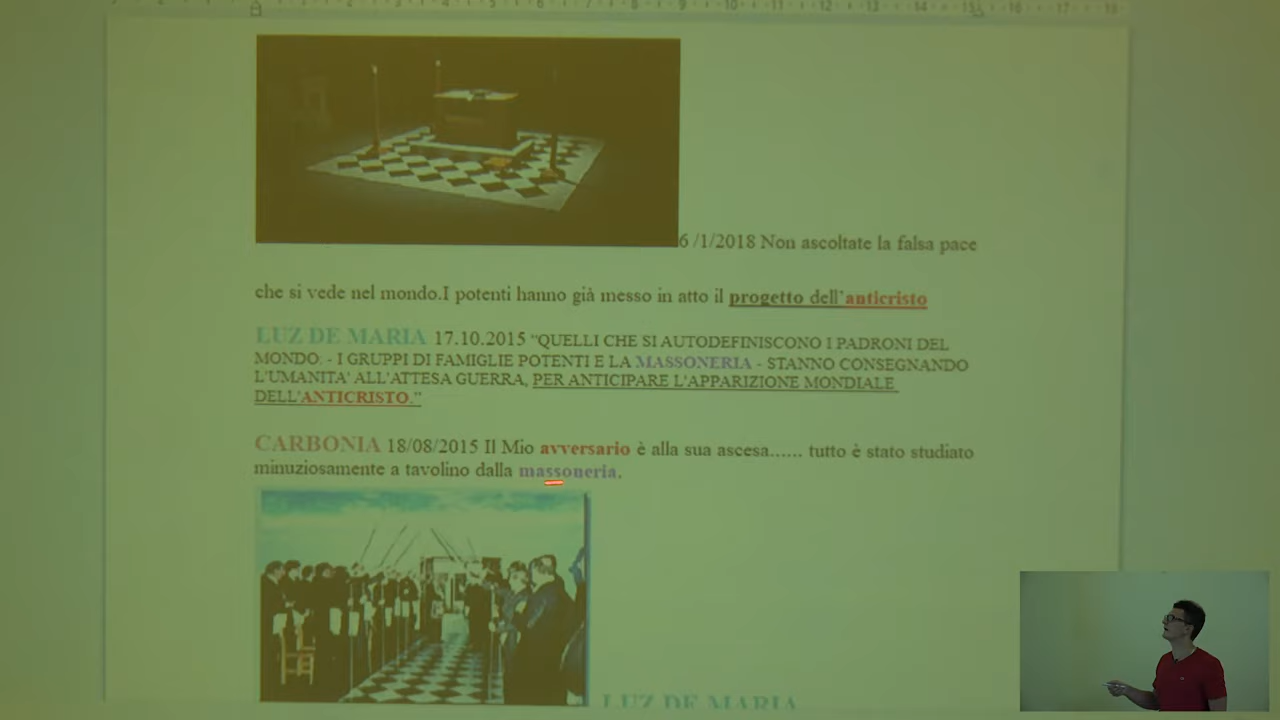 6 /1/2018 Non ascoltate la falsa pace
che si vede nel mondo.I potenti hanno già messo in atto il progetto dell'anticristo
LUZ DE MARIA 17.10.2015 “QUELLI CHE SI AUTODEFINISCONO I PADRONI DEL
MONDO: - I GRUPPI DI FAMIGLIE POTENTI E LA MASSONERIA - STANNO CONSEGNANDO
L'UMANITA' ALL'ATTESA GUERRA, PER ANTICIPARE L'APPARIZIONE MONDIALE
DELL'ANTICRISTO.”
CARBONIA 18/08/2015 Il Mio avversario è alla sua ascesa...... tutto è stato studiato
minuziosamente a tavolino dalla massoneria.
LUZ DE MARIA